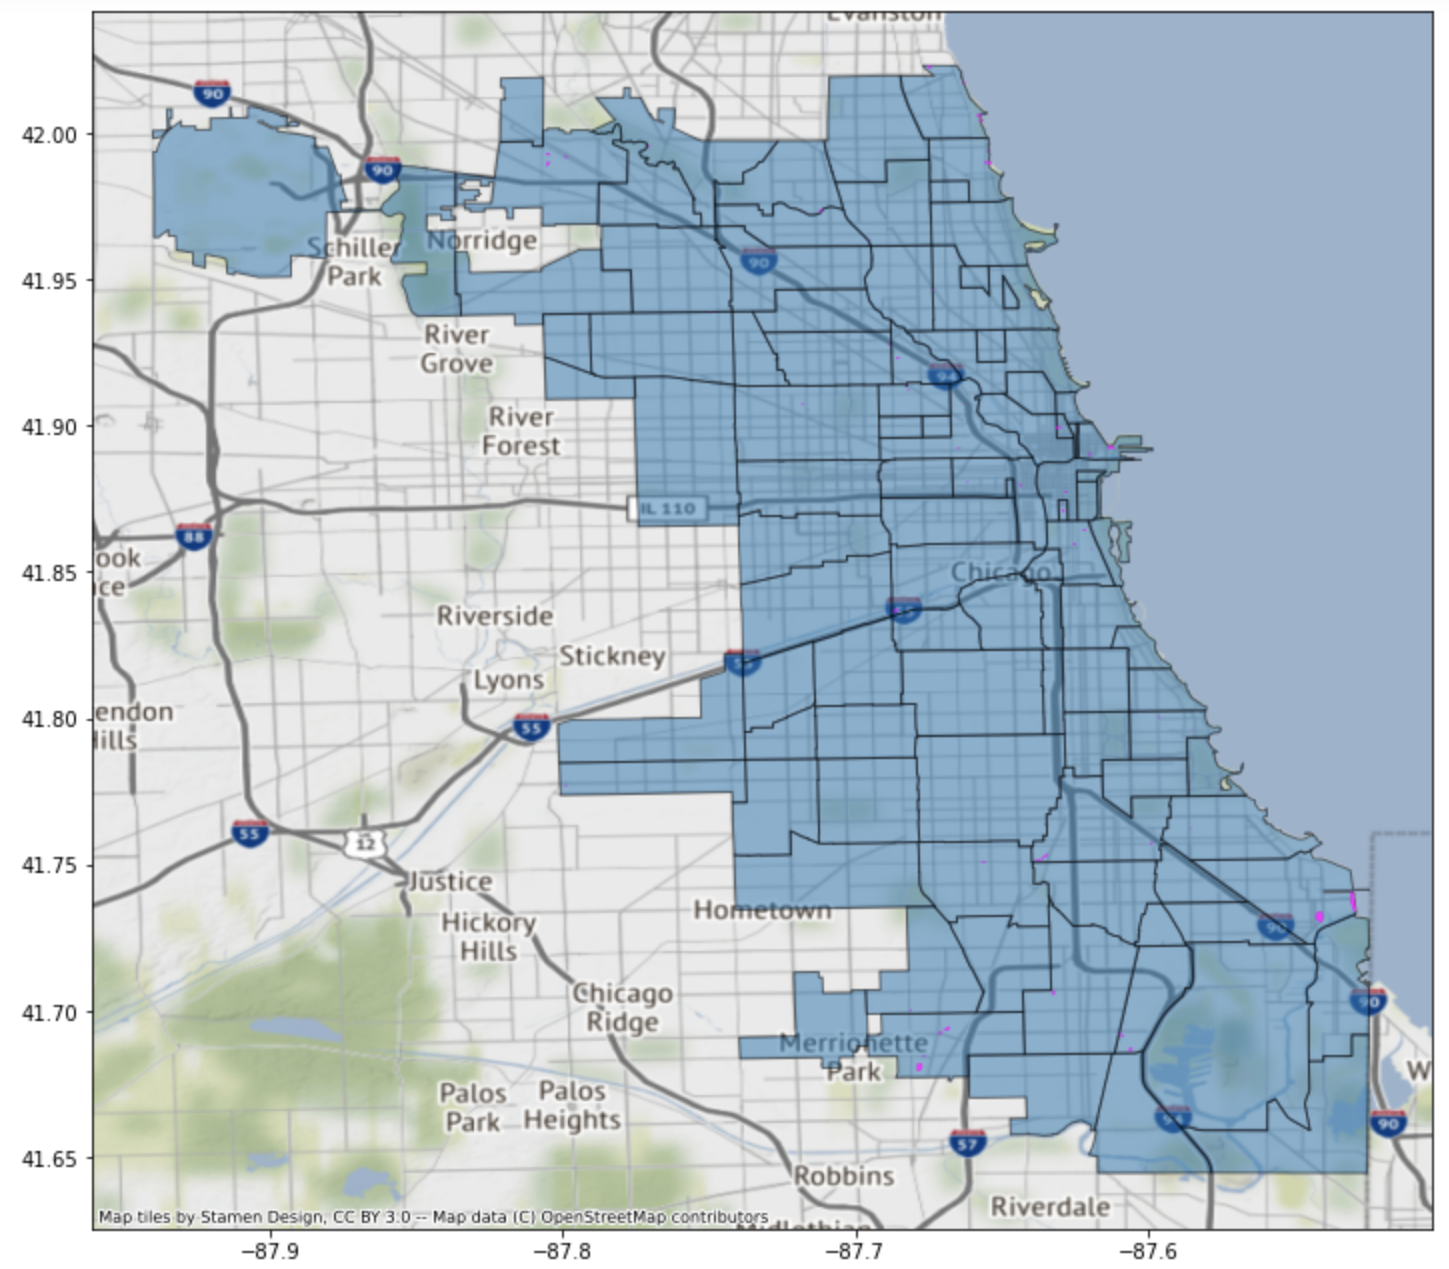 Evanston
90
42.00
90
Schiller
Park
Norridge
90
41.95
River
Grove
94
41.90
River
Forest
IL 110
88
ook
ce
41.85
Chicago
Riverside
Stickney
Lyons
55
41.80
endon
Hills
55
12
41.75
Justice
Hometown
Hickory
Hills
90
Chicago
Ridge
41.70
90
Merrionette
Park
W
Palos
Park
Palos
Heights
94
90
57
41.65
Robbins
Riverdale
Midlothian
Map tiles by Stamen Design, CC BY 3.0 -- Map data (C) OpenStreetMap contributors
−87.9
−87.8
−87.7
−87.6